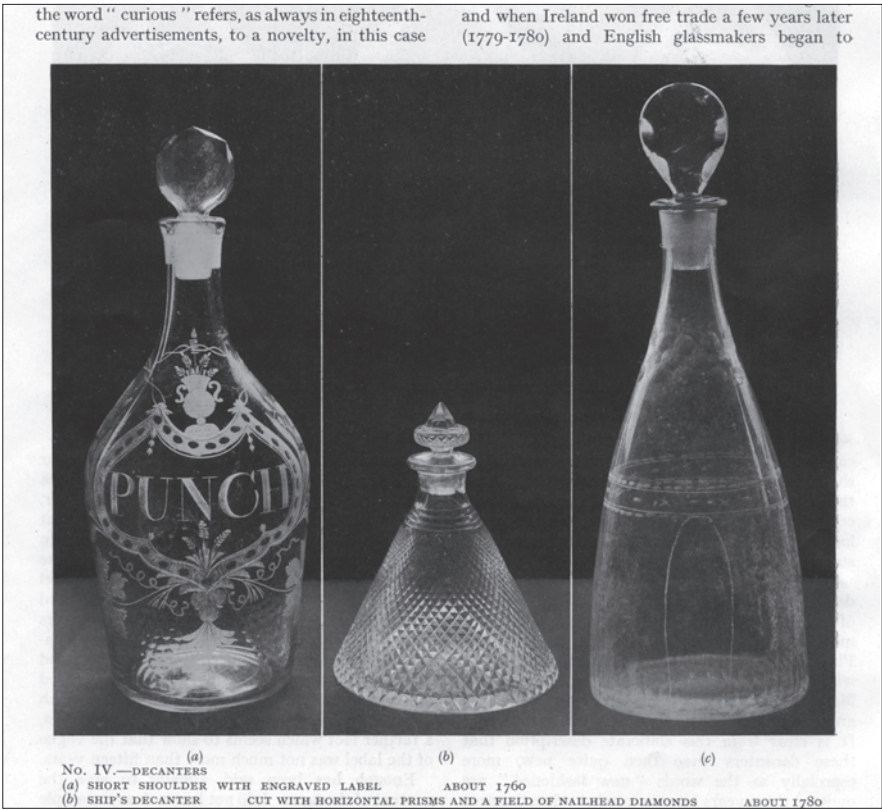 the word " curious " refers, as always in eighteenth-
century advertisements, to a novelty, in this case
and when Ireland won free trade a few years later
(1779-1780) and English glassmakers began to
PUNCH
(a) (b) (c)
No. IV.—DECANTERS
(a) SHORT SHOULDER WITH ENGRAVED LABEL ABOUT 1760
(b) SHIP'S DECANTER CUT WITH HORIZONTAL PRISMS AND A FIELD OF NAILHEAD DIAMONDS ABOUT 1780